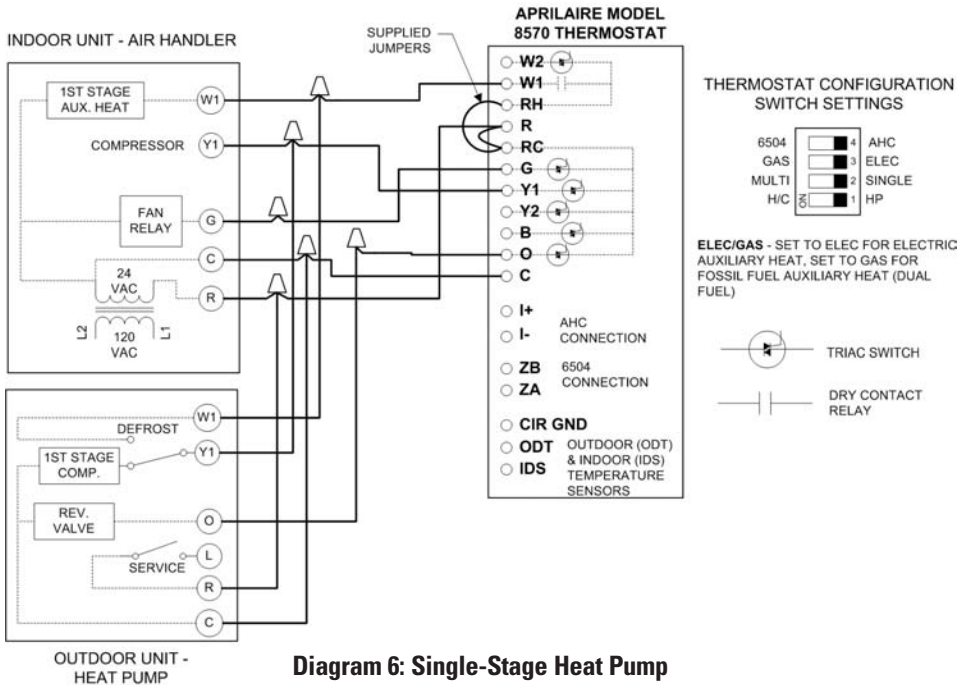 INDOOR UNIT - AIR HANDLER
1ST STAGE
AUX. HEAT
W1
COMPRESSOR
Y1
FAN
RELAY
G
C
24
VAC
R
L2
120
VAC
L1
W1
DEFROST
1ST STAGE
COMP.
Y1
REV.
VALVE
O
L
SERVICE
R
C
OUTDOOR UNIT -
HEAT PUMP
SUPPLIED
JUMPERS
APRILAIRE MODEL
8570 THERMOSTAT
W2
W1
RH
R
RC
G
Y1
Y2
B
O
C
I+
I-
AHC
CONNECTION
ZB
ZA
6504
CONNECTION
CIR GND
ODT
IDS
OUTDOOR (ODT)
& INDOOR (IDS)
TEMPERATURE
SENSORS
THERMOSTAT CONFIGURATION
SWITCH SETTINGS
6504 4 AHC
GAS 3 ELEC
MULTI 2 SINGLE
H/C ON 1 HP
ELEC/GAS - SET TO ELEC FOR ELECTRIC
AUXILIARY HEAT, SET TO GAS FOR
FOSSIL FUEL AUXILIARY HEAT (DUAL
FUEL)
TRIAC SWITCH
DRY CONTACT
RELAY
Diagram 6: Single-Stage Heat Pump